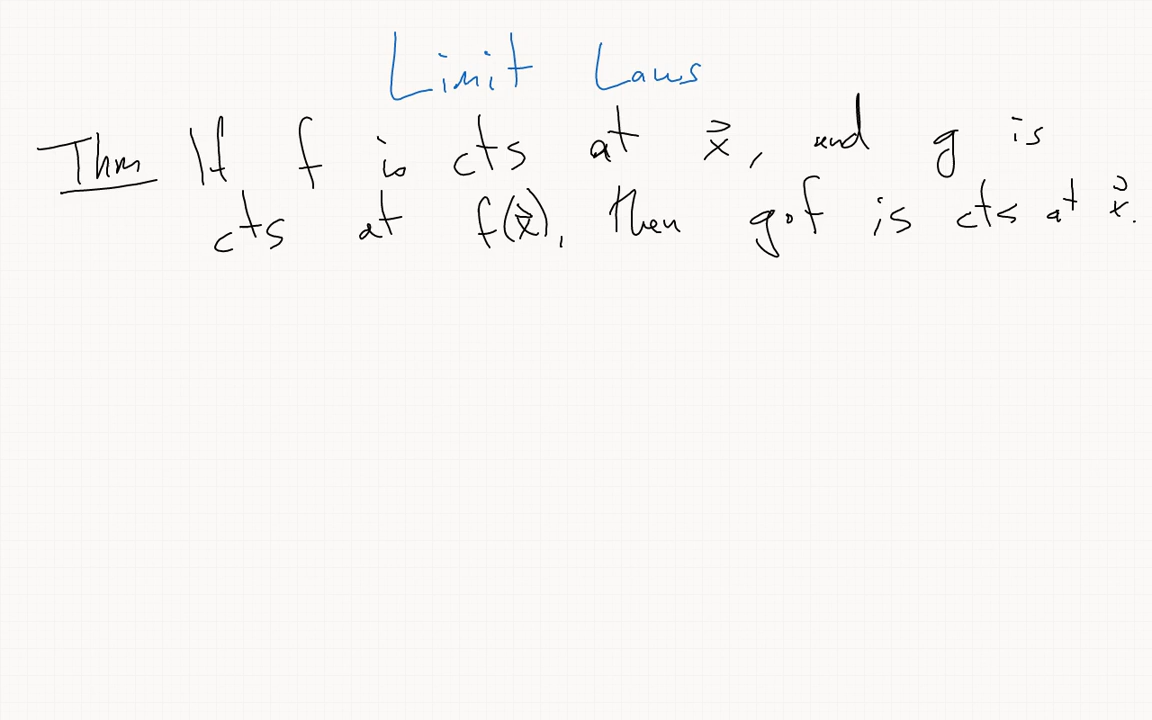 Limit Laws
Thm If f is cts at x⃗, and g is
cts at f(x⃗), then g∘f is cts at x⃗.